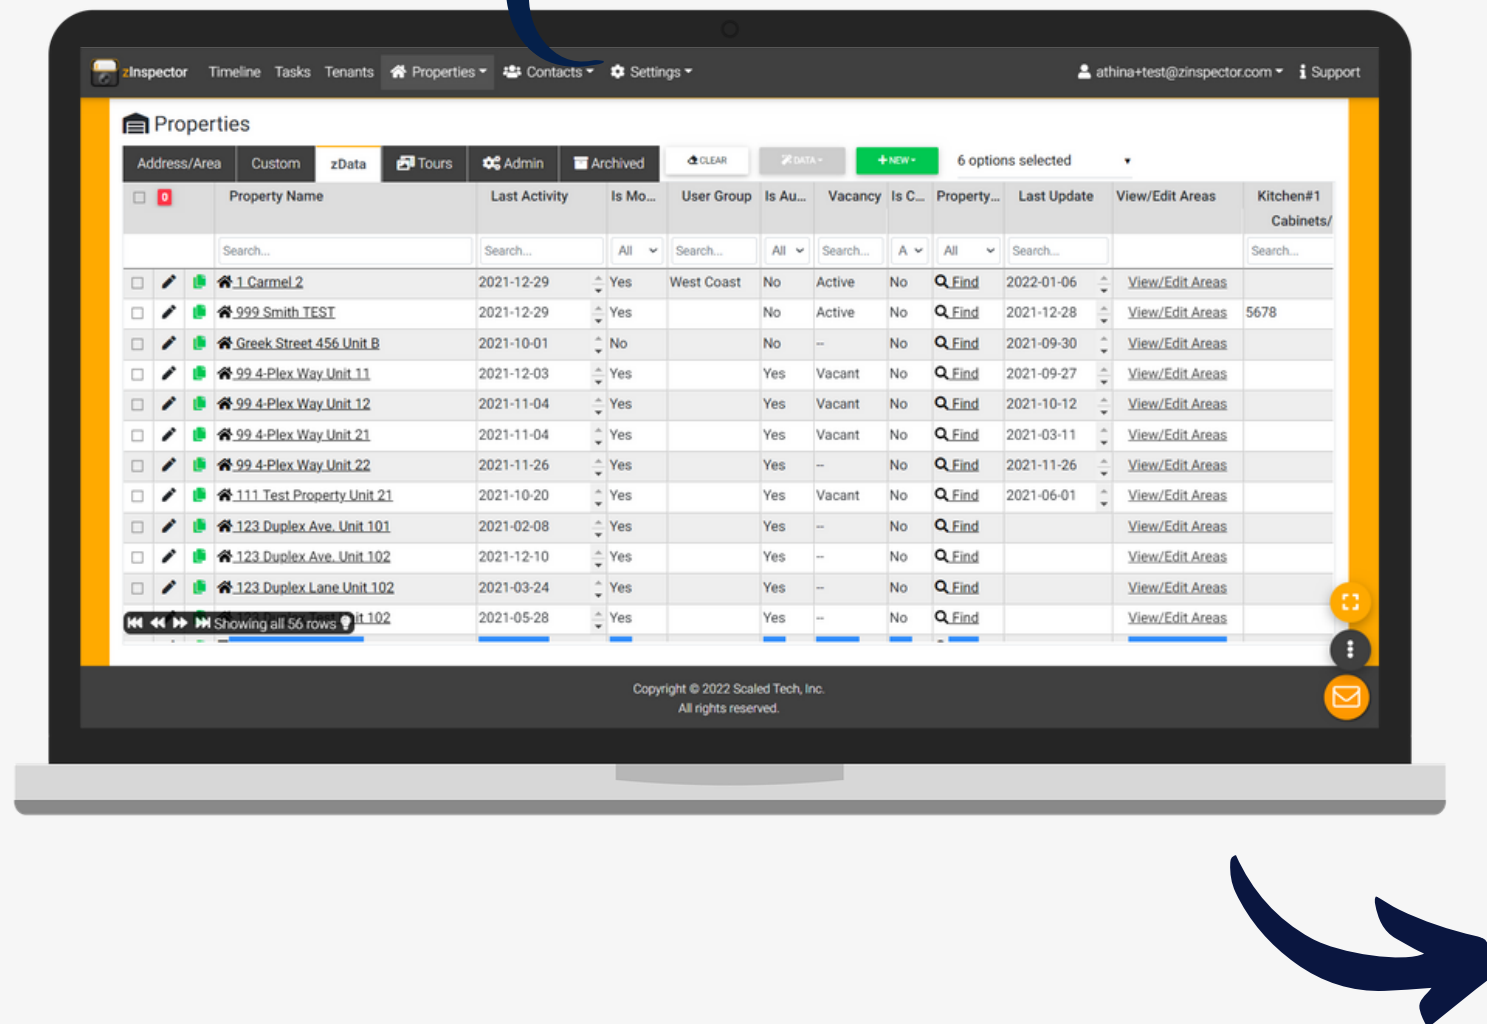 zInspector Timeline Tasks Tenants Properties Contacts Settings athina+test@zinspector.com Support
Properties
Address/Area Custom zData Tours Admin Archived CLEAR DATA +NEW 6 options selected
0 Property Name Last Activity Is Mo... User Group Is Au... Vacancy Is C... Property... Last Update View/Edit Areas Kitchen#1
Cabinets/
Search... Search... All Search... All Search... A All Search... Search...
1 Carmel 2 2021-12-29 Yes West Coast No Active No Find 2022-01-06 View/Edit Areas
999 Smith TEST 2021-12-29 Yes No Active No Find 2021-12-28 View/Edit Areas 5678
Greek Street 456 Unit B 2021-10-01 No No -- No Find 2021-09-30 View/Edit Areas
99 4-Plex Way Unit 11 2021-12-03 Yes Yes Vacant No Find 2021-09-27 View/Edit Areas
99 4-Plex Way Unit 12 2021-11-04 Yes Yes Vacant No Find 2021-10-12 View/Edit Areas
99 4-Plex Way Unit 21 2021-11-04 Yes Yes Vacant No Find 2021-03-11 View/Edit Areas
99 4-Plex Way Unit 22 2021-11-26 Yes Yes -- No Find 2021-11-26 View/Edit Areas
111 Test Property Unit 21 2021-10-20 Yes Yes Vacant No Find 2021-06-01 View/Edit Areas
123 Duplex Ave. Unit 101 2021-02-08 Yes Yes -- No Find View/Edit Areas
123 Duplex Ave. Unit 102 2021-12-10 Yes Yes -- No Find View/Edit Areas
123 Duplex Lane Unit 102 2021-03-24 Yes Yes -- No Find View/Edit Areas
Showing all 56 rows 102 2021-05-28 Yes Yes -- No Find View/Edit Areas
Copyright © 2022 Scaled Tech, Inc.
All rights reserved.